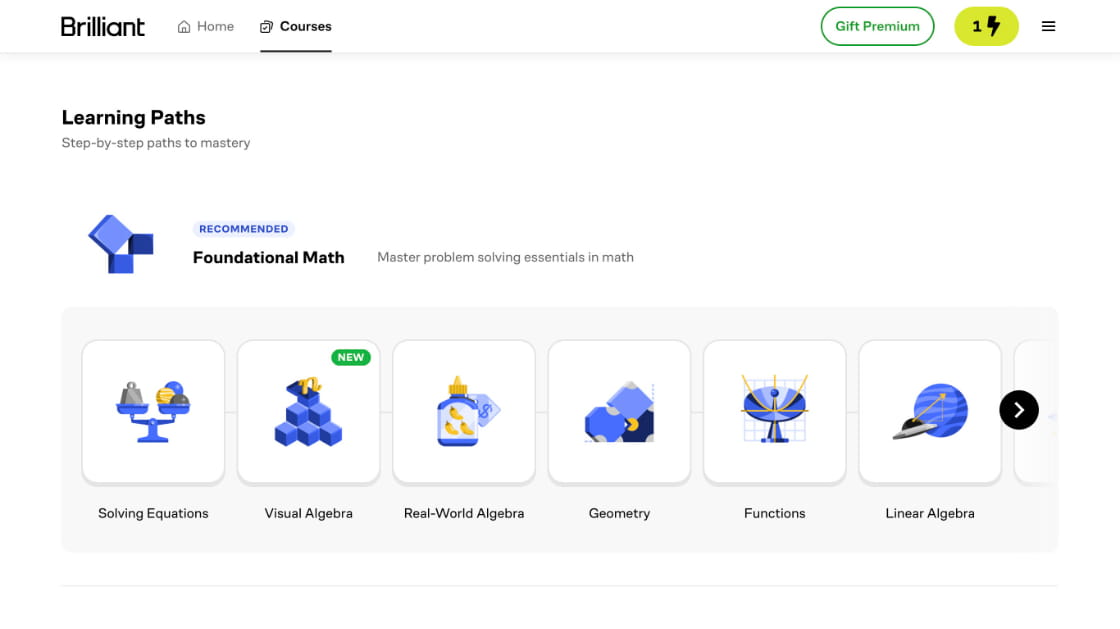 Brilliant
Home
Courses
Gift Premium
1
Learning Paths
Step-by-step paths to mastery
RECOMMENDED
Foundational Math
Master problem solving essentials in math
NEW
Solving Equations
Visual Algebra
Real-World Algebra
Geometry
Functions
Linear Algebra